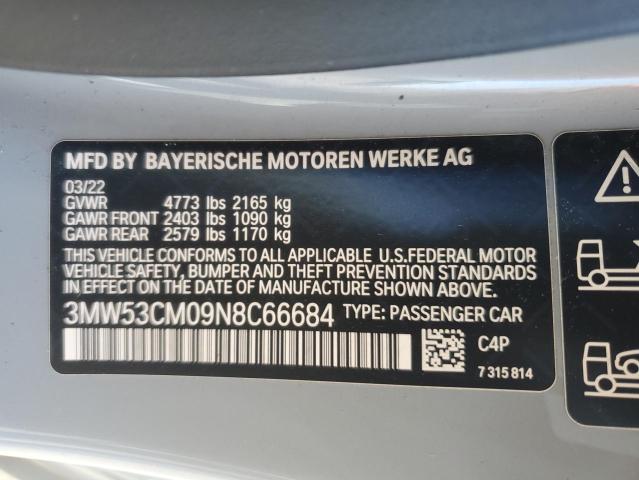 MFD BY BAYERISCHE MOTOREN WERKE AG
03/22
GVWR 4773 lbs 2165 kg
GAWR FRONT 2403 lbs 1090 kg
GAWR REAR 2579 lbs 1170 kg
THIS VEHICLE CONFORMS TO ALL APPLICABLE U.S.FEDERAL MOTOR
VEHICLE SAFETY, BUMPER AND THEFT PREVENTION STANDARDS
IN EFFECT ON THE DATE OF MANUFACTURE SHOWN ABOVE.
3MW53CM09N8C66684 TYPE: PASSENGER CAR
C4P
7 315 814